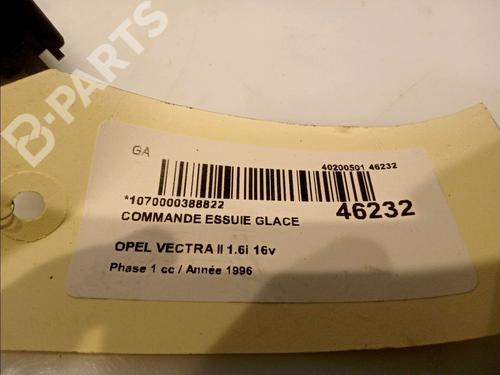 B-PARTS
GA
40200501 46232
*1070000388822
COMMANDE ESSUIE GLACE
46232
OPEL VECTRA II 1.6i 16v
Phase 1 cc / Année 1996